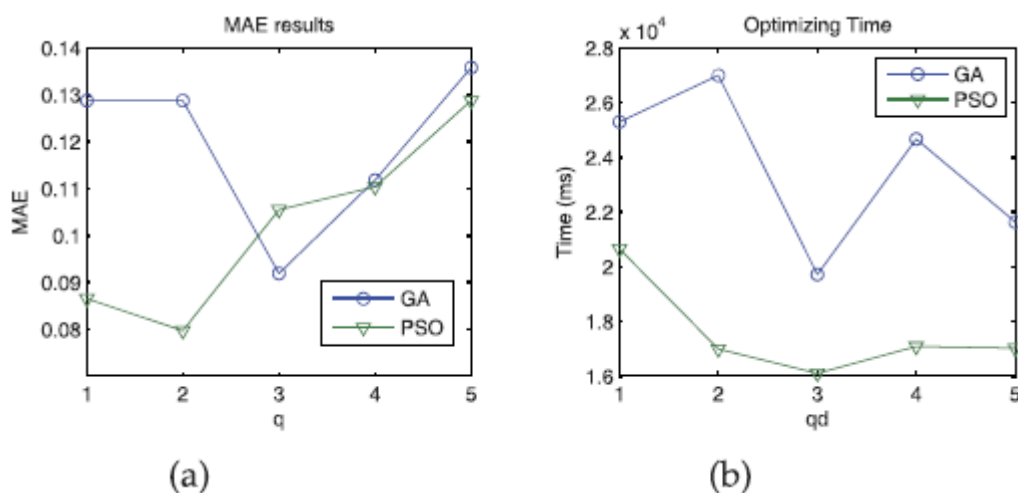 MAE results
0.14
0.13
0.12
0.11
0.1
0.09
0.08
MAE
1 2 3 4 5
q
GA
PSO
(a)
Optimizing Time
x 10^4
2.8
2.6
2.4
2.2
2
1.8
1.6
Time (ms)
1 2 3 4 5
qd
GA
PSO
(b)